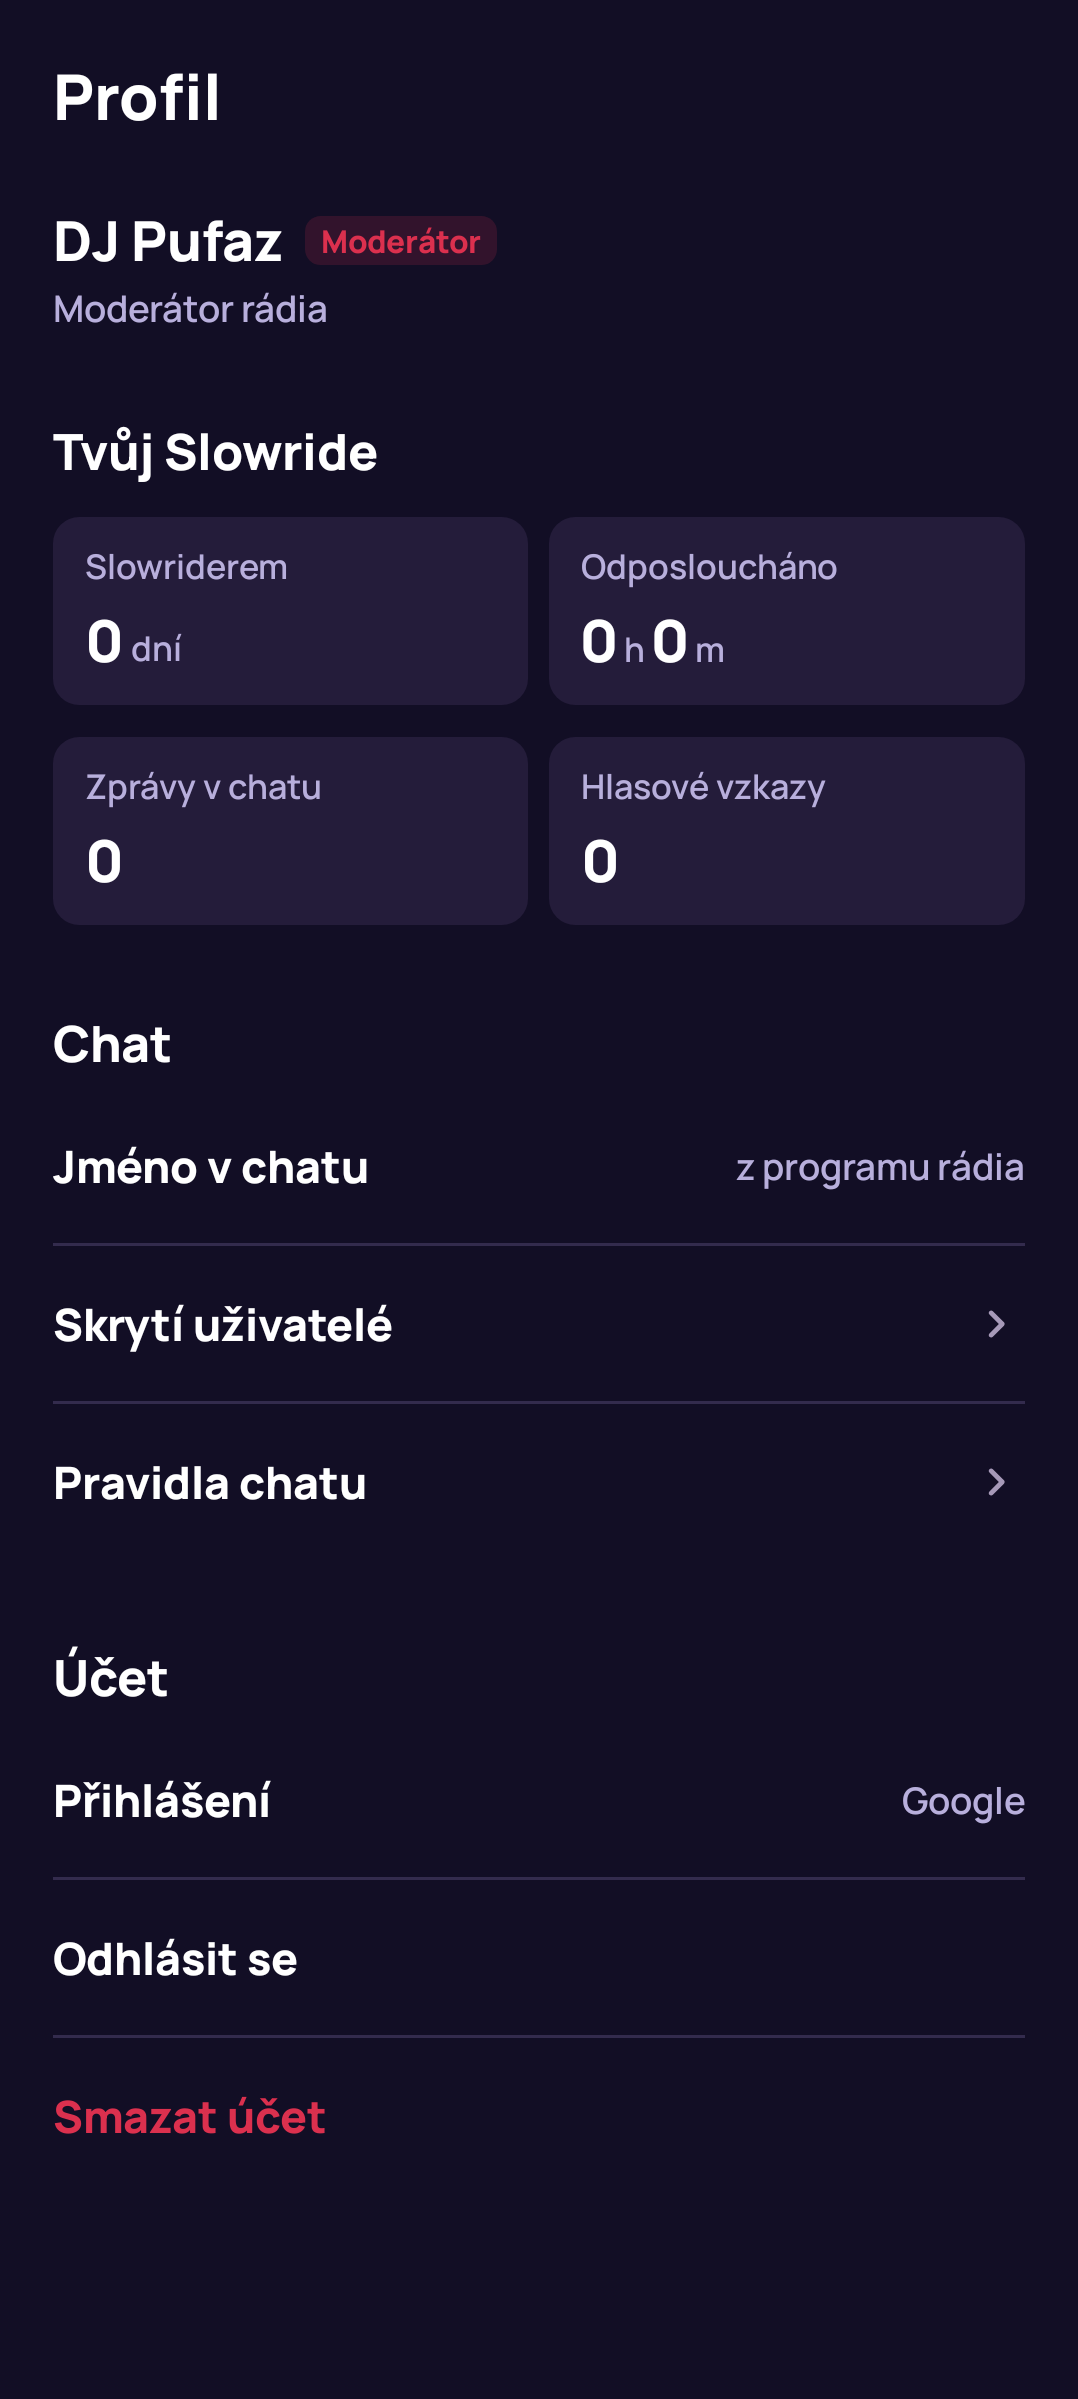 Profil
DJ Pufaz Moderátor
Moderátor rádia
Tvůj Slowride
Slowriderem
0 dní
Odposloucháno
0 h 0 m
Zprávy v chatu
0
Hlasové vzkazy
0
Chat
Jméno v chatu z programu rádia
Skrytí uživatelé
Pravidla chatu
Účet
Přihlášení Google
Odhlásit se
Smazat účet